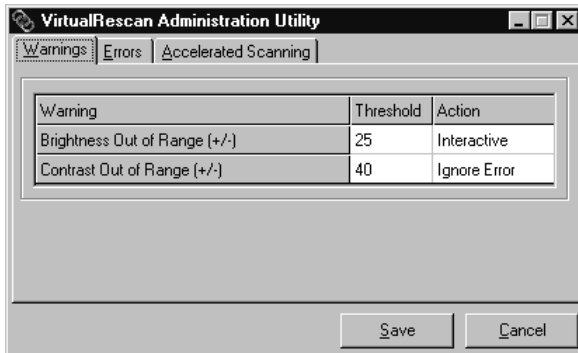 VirtualRescan Administration Utility
Warnings Errors Accelerated Scanning
Warning Threshold Action
Brightness Out of Range (+/-) 25 Interactive
Contrast Out of Range (+/-) 40 Ignore Error
Save Cancel